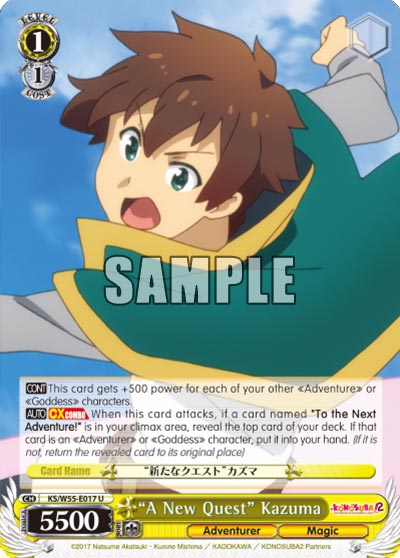 LEVEL
1
1
COST
SAMPLE
CONT This card gets +500 power for each of your other «Adventure» or
«Goddess» characters.
AUTO CXCOMBO When this card attacks, if a card named "To the Next
Adventure!" is in your climax area, reveal the top card of your deck. If that
card is an «Adventure» or «Goddess» character, put it into your hand. (If it is
not, return the revealed card to its original place)
Card Name
"新たなクエスト"カズマ
CH KS/W55-E017 U
5500
"A New Quest" Kazuma
KONOSUBA 2
Adventurer
Magic
©2017 Natsume Akatsuki・Kurone Mishima / KADOKAWA / KONOSUBA2 Partners